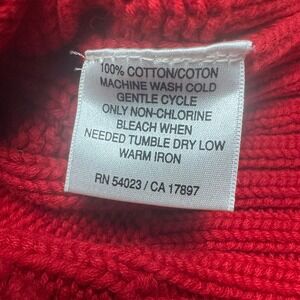 100% COTTON/COTON
MACHINE WASH COLD
GENTLE CYCLE
ONLY NON-CHLORINE
BLEACH WHEN
NEEDED TUMBLE DRY LOW
WARM IRON
RN 54023 / CA 17897